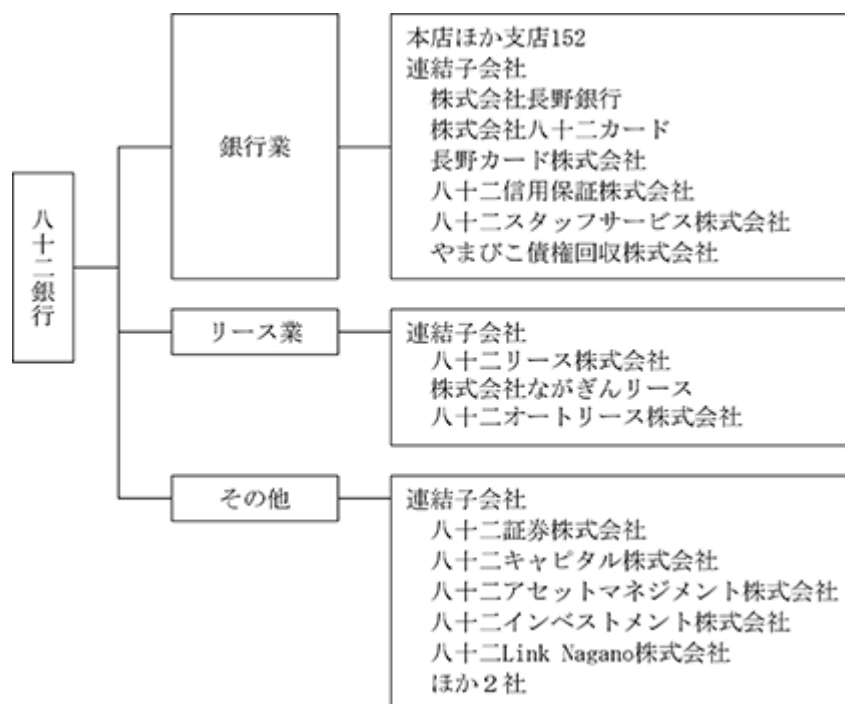 八十二銀行
銀行業
本店ほか支店152
連結子会社
株式会社長野銀行
株式会社八十二カード
長野カード株式会社
八十二信用保証株式会社
八十二スタッフサービス株式会社
やまびこ債権回収株式会社
リース業
連結子会社
八十二リース株式会社
株式会社ながぎんリース
八十二オートリース株式会社
その他
連結子会社
八十二証券株式会社
八十二キャピタル株式会社
八十二アセットマネジメント株式会社
八十二インベストメント株式会社
八十二Link Nagano株式会社
ほか２社